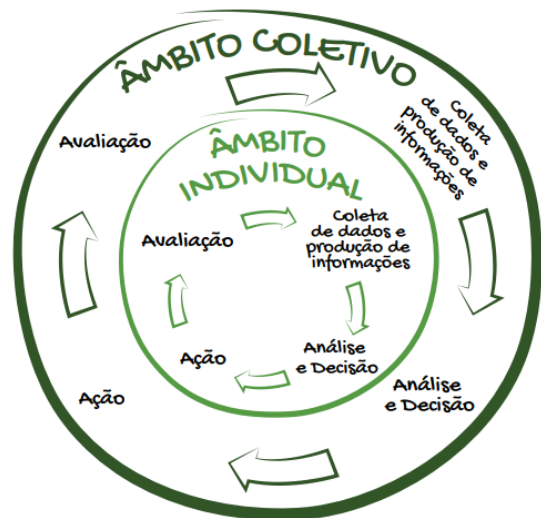 ÂMBITO COLETIVO
Avaliação
Coleta
de dados e
produção de
informações
Análise
e Decisão
Ação
ÂMBITO
INDIVIDUAL
Avaliação
Coleta
de dados e
produção de
informações
Análise
e Decisão
Ação